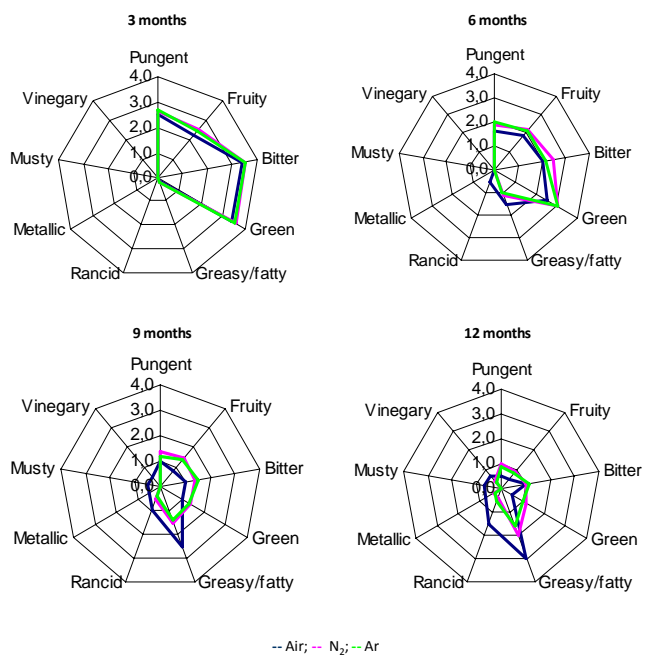 3 months
Pungent
4,0
3,0
2,0
1,0
0,0
Fruity
Bitter
Green
Greasy/fatty
Rancid
Metallic
Musty
Vinegary
6 months
Pungent
4,0
3,0
2,0
1,0
0,0
Fruity
Bitter
Green
Greasy/fatty
Rancid
Metallic
Musty
Vinegary
9 months
Pungent
4,0
3,0
2,0
1,0
0,0
Fruity
Bitter
Green
Greasy/fatty
Rancid
Metallic
Musty
Vinegary
12 months
Pungent
4,0
3,0
2,0
1,0
0,0
Fruity
Bitter
Green
Greasy/fatty
Rancid
Metallic
Musty
Vinegary
-- Air; -- N₂; -- Ar